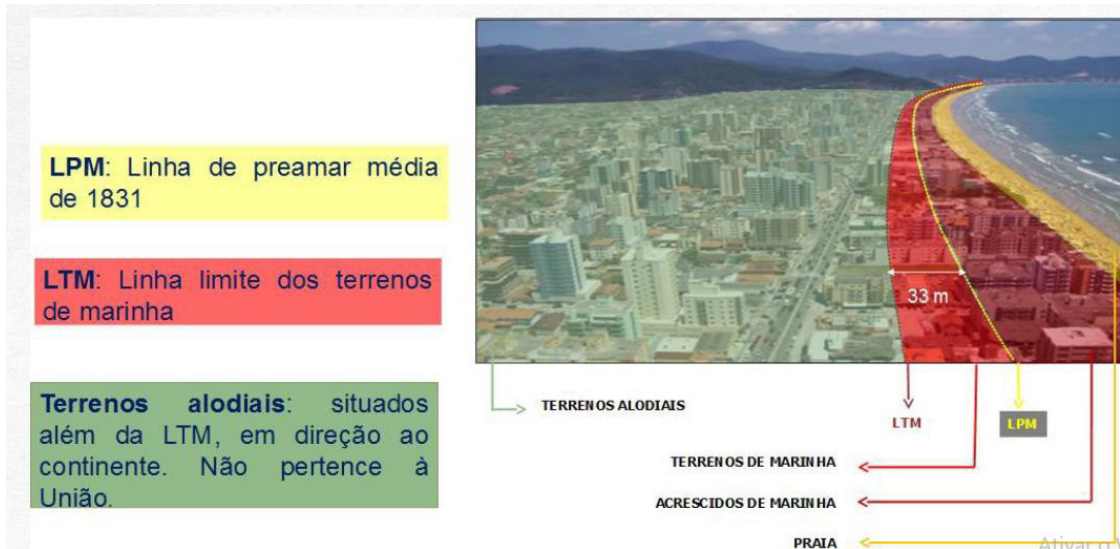 LPM: Linha de preamar média
de 1831
LTM: Linha limite dos terrenos
de marinha
Terrenos alodiais: situados
além da LTM, em direção ao
continente. Não pertence à
União.
33 m
TERRENOS ALODIAIS
LTM
LPM
TERRENOS DE MARINHA
ACRESCIDOS DE MARINHA
PRAIA
Ativar o